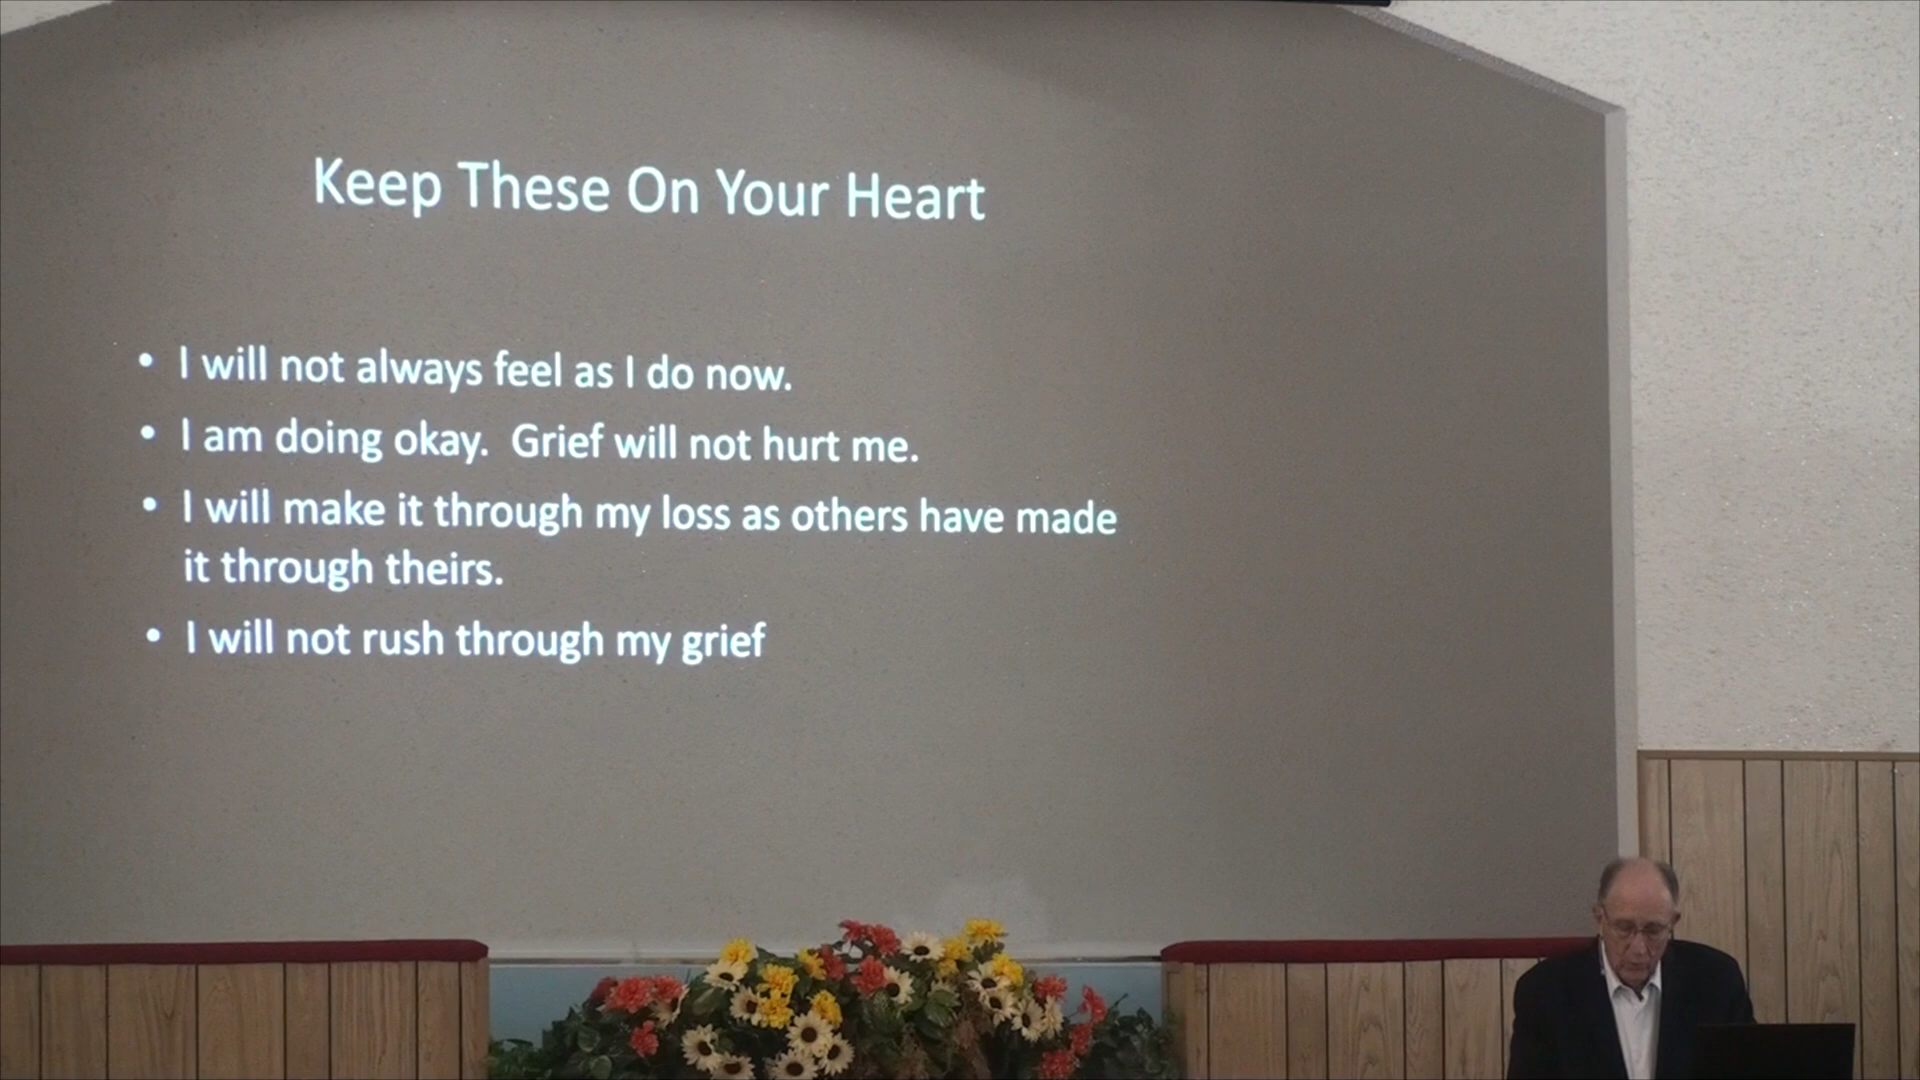 Keep These On Your Heart
• I will not always feel as I do now.
• I am doing okay.  Grief will not hurt me.
• I will make it through my loss as others have made
it through theirs.
• I will not rush through my grief